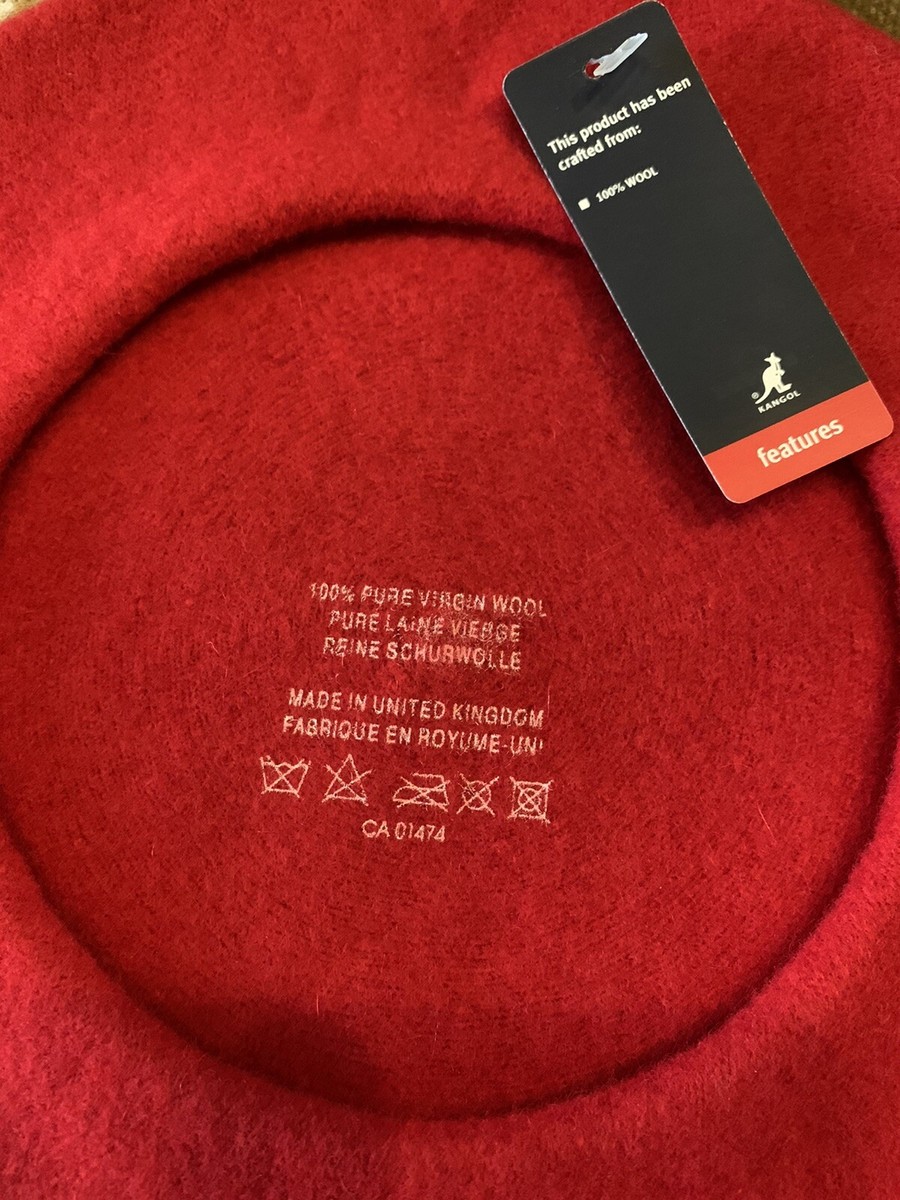 This product has been
crafted from:
100% WOOL
® KANGOL
features
100% PURE VIRGIN WOOL
PURE LAINE VIERGE
REINE SCHURWOLLE
MADE IN UNITED KINGDOM
FABRIQUE EN ROYUME-UNI
CA 01474